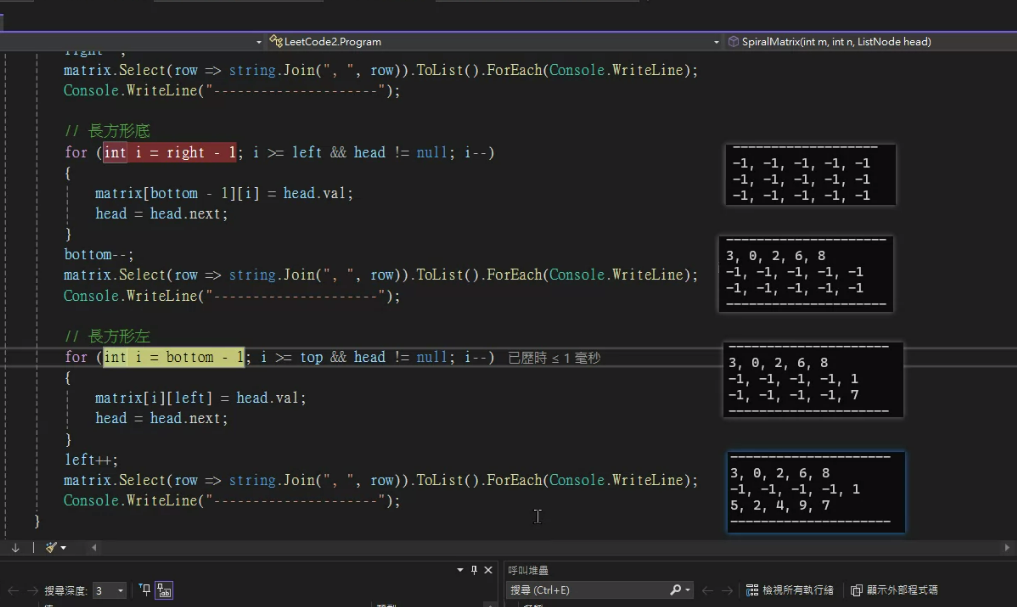 LeetCode2.Program
SpiralMatrix(int m, int n, ListNode head)
matrix.Select(row => string.Join(", ", row)).ToList().ForEach(Console.WriteLine);
Console.WriteLine("---------------------");
// 長方形底
for (int i = right - 1; i >= left && head != null; i--)
{
matrix[bottom - 1][i] = head.val;
head = head.next;
}
bottom--;
matrix.Select(row => string.Join(", ", row)).ToList().ForEach(Console.WriteLine);
Console.WriteLine("---------------------");
// 長方形左
for (int i = bottom - 1; i >= top && head != null; i--) 已歷時 ≤ 1 毫秒
{
matrix[i][left] = head.val;
head = head.next;
}
left++;
matrix.Select(row => string.Join(", ", row)).ToList().ForEach(Console.WriteLine);
Console.WriteLine("---------------------");
}
---------------------
-1, -1, -1, -1, -1
-1, -1, -1, -1, -1
-1, -1, -1, -1, -1
---------------------
3, 0, 2, 6, 8
-1, -1, -1, -1, -1
-1, -1, -1, -1, -1
---------------------
---------------------
3, 0, 2, 6, 8
-1, -1, -1, -1, 1
-1, -1, -1, -1, 7
---------------------
---------------------
3, 0, 2, 6, 8
-1, -1, -1, -1, 1
5, 2, 4, 9, 7
---------------------
搜尋深度: 3
呼叫堆疊
搜尋 (Ctrl+E)
檢視所有執行緒
顯示外部程式碼